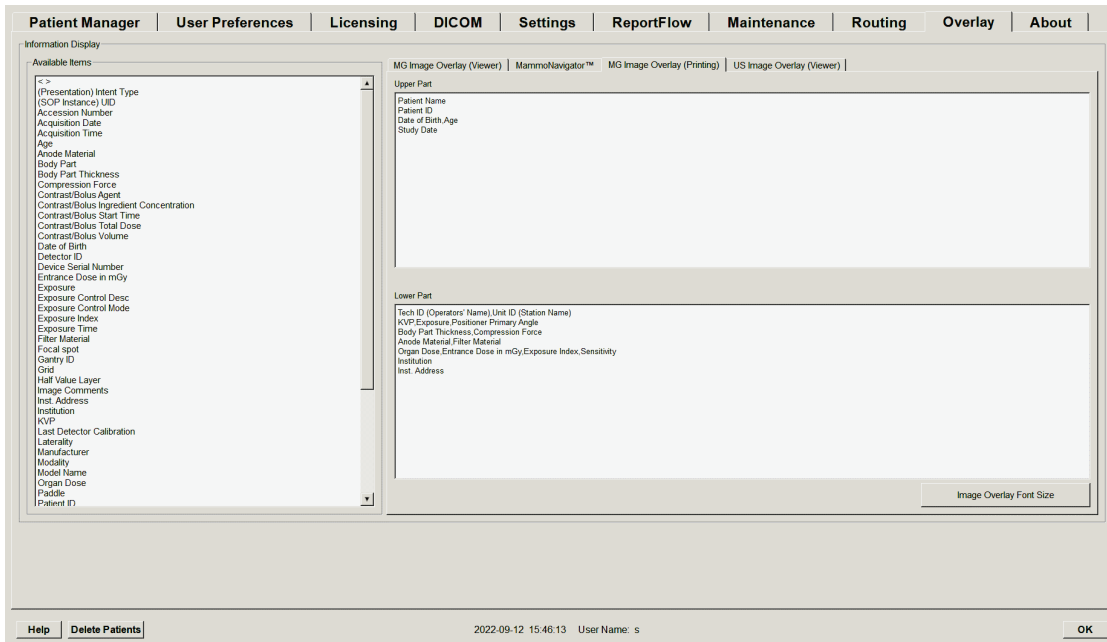 Patient Manager User Preferences Licensing DICOM Settings ReportFlow Maintenance Routing Overlay About
Information Display
Available Items
< >
(Presentation) Intent Type
(SOP Instance) UID
Accession Number
Acquisition Date
Acquisition Time
Age
Anode Material
Body Part
Body Part Thickness
Compression Force
Contrast/Bolus Agent
Contrast/Bolus Ingredient Concentration
Contrast/Bolus Start Time
Contrast/Bolus Total Dose
Contrast/Bolus Volume
Date of Birth
Detector ID
Device Serial Number
Entrance Dose in mGy
Exposure
Exposure Control Desc
Exposure Control Mode
Exposure Index
Exposure Time
Filter Material
Focal spot
Gantry ID
Grid
Half Value Layer
Image Comments
Inst. Address
Institution
KVP
Last Detector Calibration
Laterality
Manufacturer
Modality
Model Name
Organ Dose
Paddle
Patient ID
MG Image Overlay (Viewer) MammoNavigator™ MG Image Overlay (Printing) US Image Overlay (Viewer)
Upper Part
Patient Name
Patient ID
Date of Birth,Age
Study Date
Lower Part
Tech ID (Operators' Name),Unit ID (Station Name)
KVP,Exposure,Positioner Primary Angle
Body Part Thickness,Compression Force
Anode Material,Filter Material
Organ Dose,Entrance Dose in mGy,Exposure Index,Sensitivity
Institution
Inst. Address
Image Overlay Font Size
Help Delete Patients 2022-09-12 15:46:13 User Name: s OK